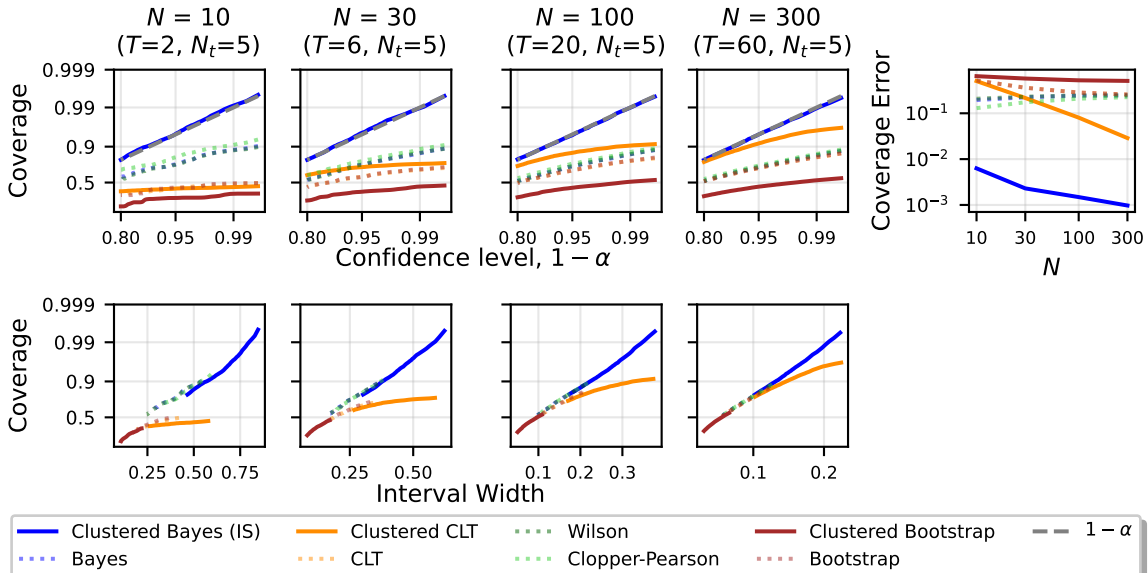 N = 10
(T=2, Nt=5)
N = 30
(T=6, Nt=5)
N = 100
(T=20, Nt=5)
N = 300
(T=60, Nt=5)
Coverage
0.999
0.99
0.9
0.5
0.80 0.95 0.99
0.80 0.95 0.99
0.80 0.95 0.99
0.80 0.95 0.99
Confidence level, 1 − α
Coverage Error
10⁻¹
10⁻²
10⁻³
10 30 100 300
N
Coverage
0.999
0.99
0.9
0.5
0.25 0.50 0.75
0.25 0.50
0.1 0.2 0.3
0.1 0.2
Interval Width
Clustered Bayes (IS)
Clustered CLT
Wilson
Clustered Bootstrap
1 − α
Bayes
CLT
Clopper-Pearson
Bootstrap